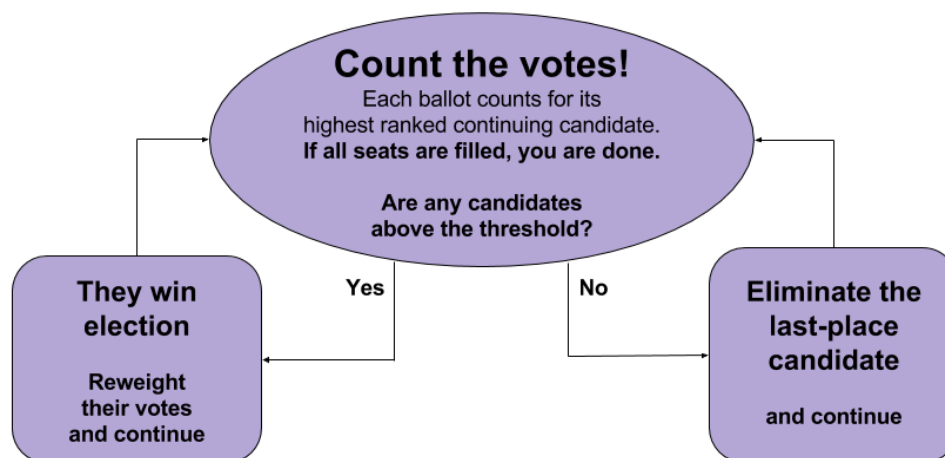 Count the votes!
Each ballot counts for its
highest ranked continuing candidate.
If all seats are filled, you are done.
Are any candidates
above the threshold?
Yes
No
They win
election
Reweight
their votes
and continue
Eliminate the
last-place
candidate
and continue